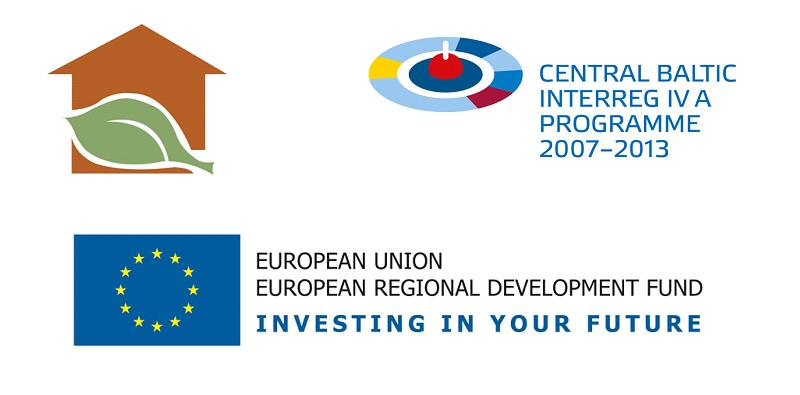 CENTRAL BALTIC
INTERREG IV A
PROGRAMME
2007–2013
EUROPEAN UNION
EUROPEAN REGIONAL DEVELOPMENT FUND
INVESTING IN YOUR FUTURE